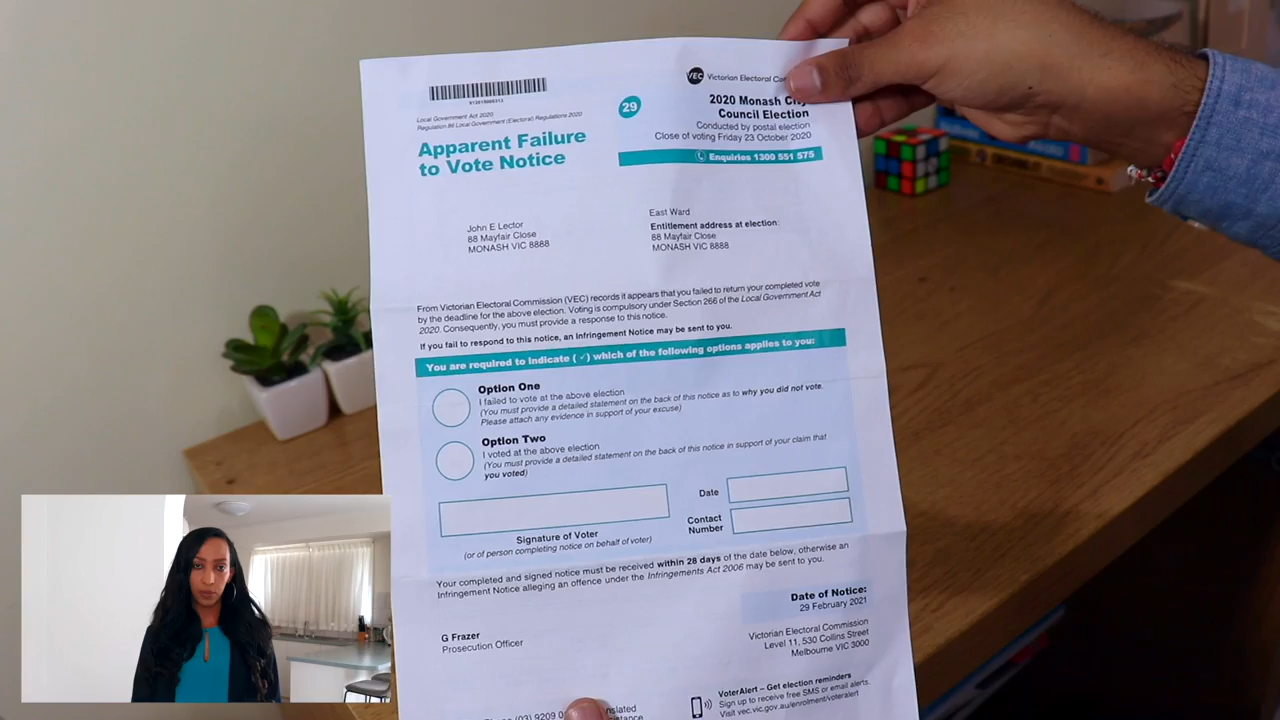 VEC Victorian Electoral
29
2020 Monash City
Council Election
Conducted by postal election
Close of voting Friday 23 October 2020
Enquiries 1300 551 575
Local Government Act 2020
Regulation 86 Local Government (Electoral) Regulations 2020
Apparent Failure
to Vote Notice
John E Lector
88 Mayfair Close
MONASH VIC 8888
East Ward
Entitlement address at election:
88 Mayfair Close
MONASH VIC 8888
From Victorian Electoral Commission (VEC) records it appears that you failed to return your completed vote
by the deadline for the above election. Voting is compulsory under Section 266 of the Local Government Act
2020. Consequently, you must provide a response to this notice.
If you fail to respond to this notice, an Infringement Notice may be sent to you.
You are required to indicate ( ✓ ) which of the following options applies to you:
Option One
I failed to vote at the above election
(You must provide a detailed statement on the back of this notice as to why you did not vote.
Please attach any evidence in support of your excuse)
Option Two
I voted at the above election
(You must provide a detailed statement on the back of this notice in support of your claim that
you voted)
Signature of Voter
(or of person completing notice on behalf of voter)
Date
Contact
Number
Your completed and signed notice must be received within 28 days of the date below, otherwise an
Infringement Notice alleging an offence under the Infringements Act 2006 may be sent to you.
Date of Notice:
29 February 2021
G Frazer
Prosecution Officer
Victorian Electoral Commission
Level 11, 530 Collins Street
Melbourne VIC 3000
VoterAlert – Get election reminders
Sign up to receive free SMS or email alerts.
Visit vec.vic.gov.au/enrolment/voteralert
(03) 9209